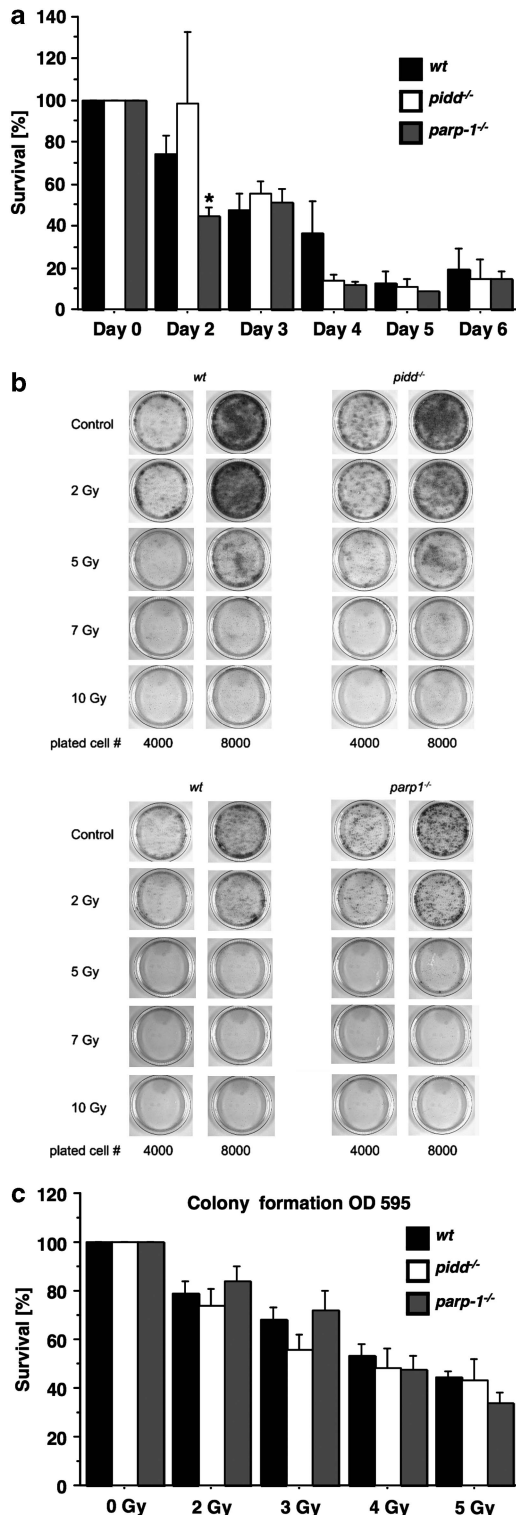 a
Survival [%]
140
120
100
80
60
40
20
0
wt
pidd-/-
parp-1-/-
*
Day 0 Day 2 Day 3 Day 4 Day 5 Day 6
b
wt pidd-/-
Control
2 Gy
5 Gy
7 Gy
10 Gy
plated cell # 4000 8000 4000 8000
wt parp1-/-
Control
2 Gy
5 Gy
7 Gy
10 Gy
plated cell # 4000 8000 4000 8000
c
Colony formation OD 595
Survival [%]
120
100
80
60
40
20
0
wt
pidd-/-
parp-1-/-
0 Gy 2 Gy 3 Gy 4 Gy 5 Gy